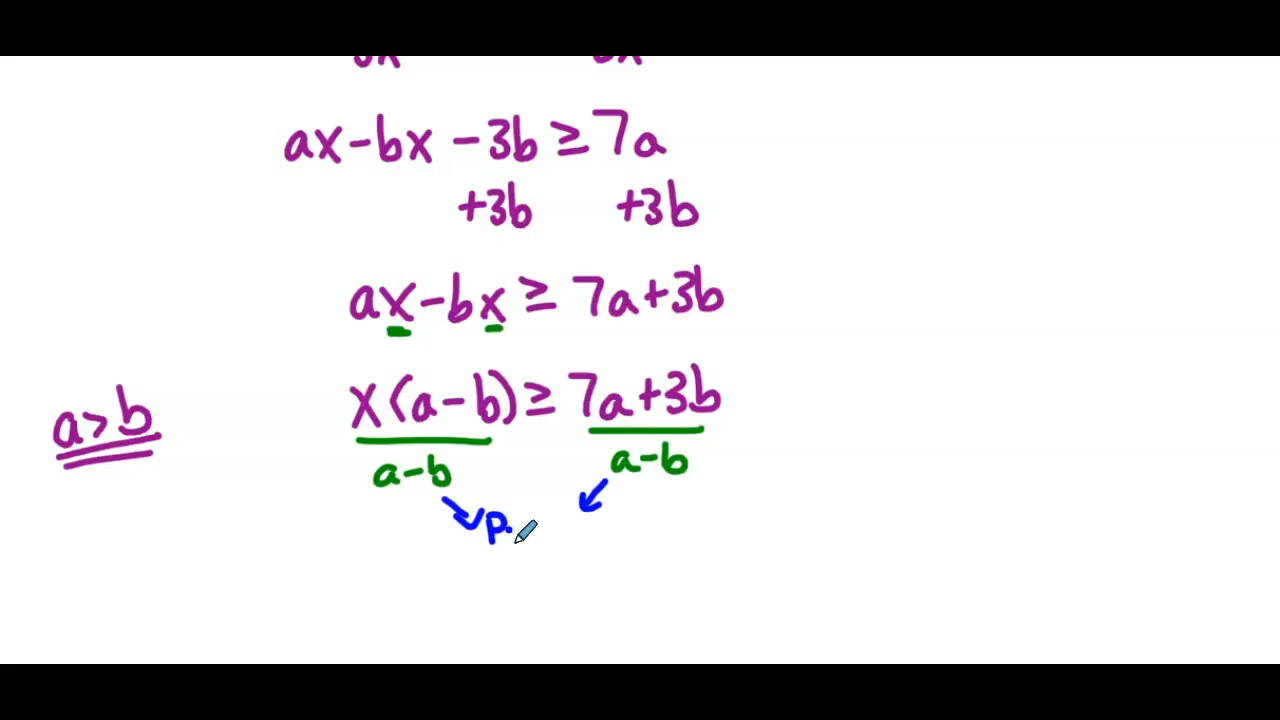 ax-bx-3b≥7a
+3b +3b
ax-bx≥7a+3b
x(a-b)≥7a+3b
a>b
a-b a-b
p.